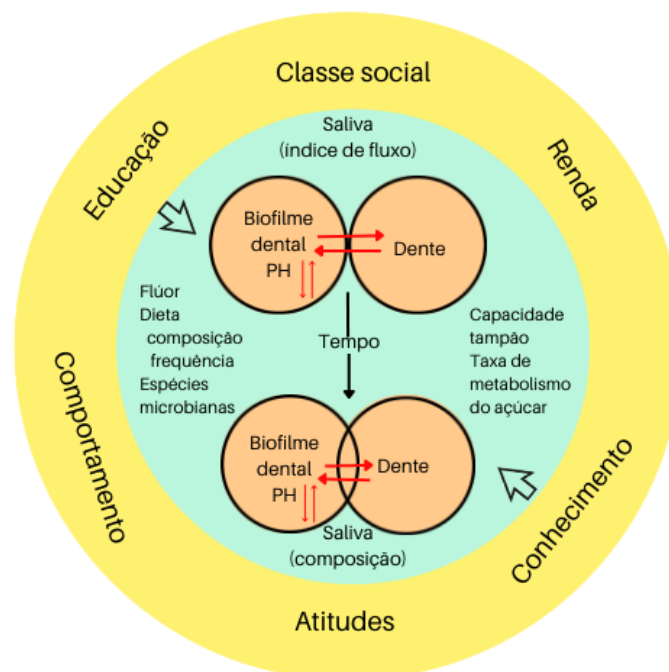 Classe social
Educação
Renda
Saliva
(índice de fluxo)
Biofilme
dental
PH
Dente
Flúor
Dieta
composição
frequência
Espécies
microbianas
Tempo
Capacidade
tampão
Taxa de
metabolismo
do açúcar
Comportamento
Biofilme
dental
PH
Dente
Saliva
(composição)
Conhecimento
Atitudes